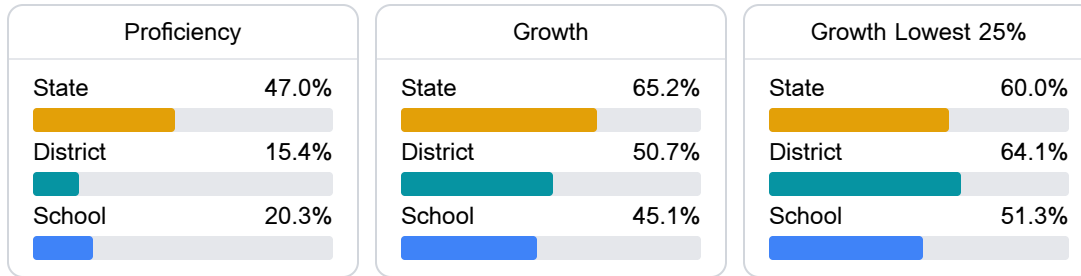 Proficiency
State 47.0%
District 15.4%
School 20.3%
Growth
State 65.2%
District 50.7%
School 45.1%
Growth Lowest 25%
State 60.0%
District 64.1%
School 51.3%